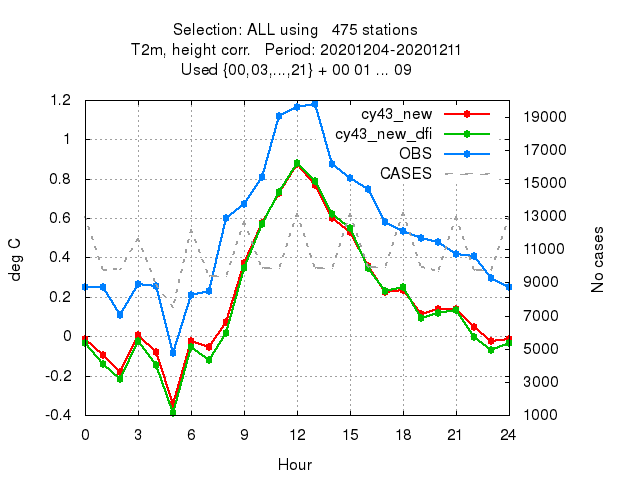 Selection: ALL using   475 stations
T2m, height corr.   Period: 20201204-20201211
Used {00,03,...,21} + 00 01 ... 09
cy43_new
cy43_new_dfi
OBS
CASES
deg C
1.2
1
0.8
0.6
0.4
0.2
0
-0.2
-0.4
19000
17000
15000
13000
11000
9000
7000
5000
3000
1000
No cases
0 3 6 9 12 15 18 21 24
Hour